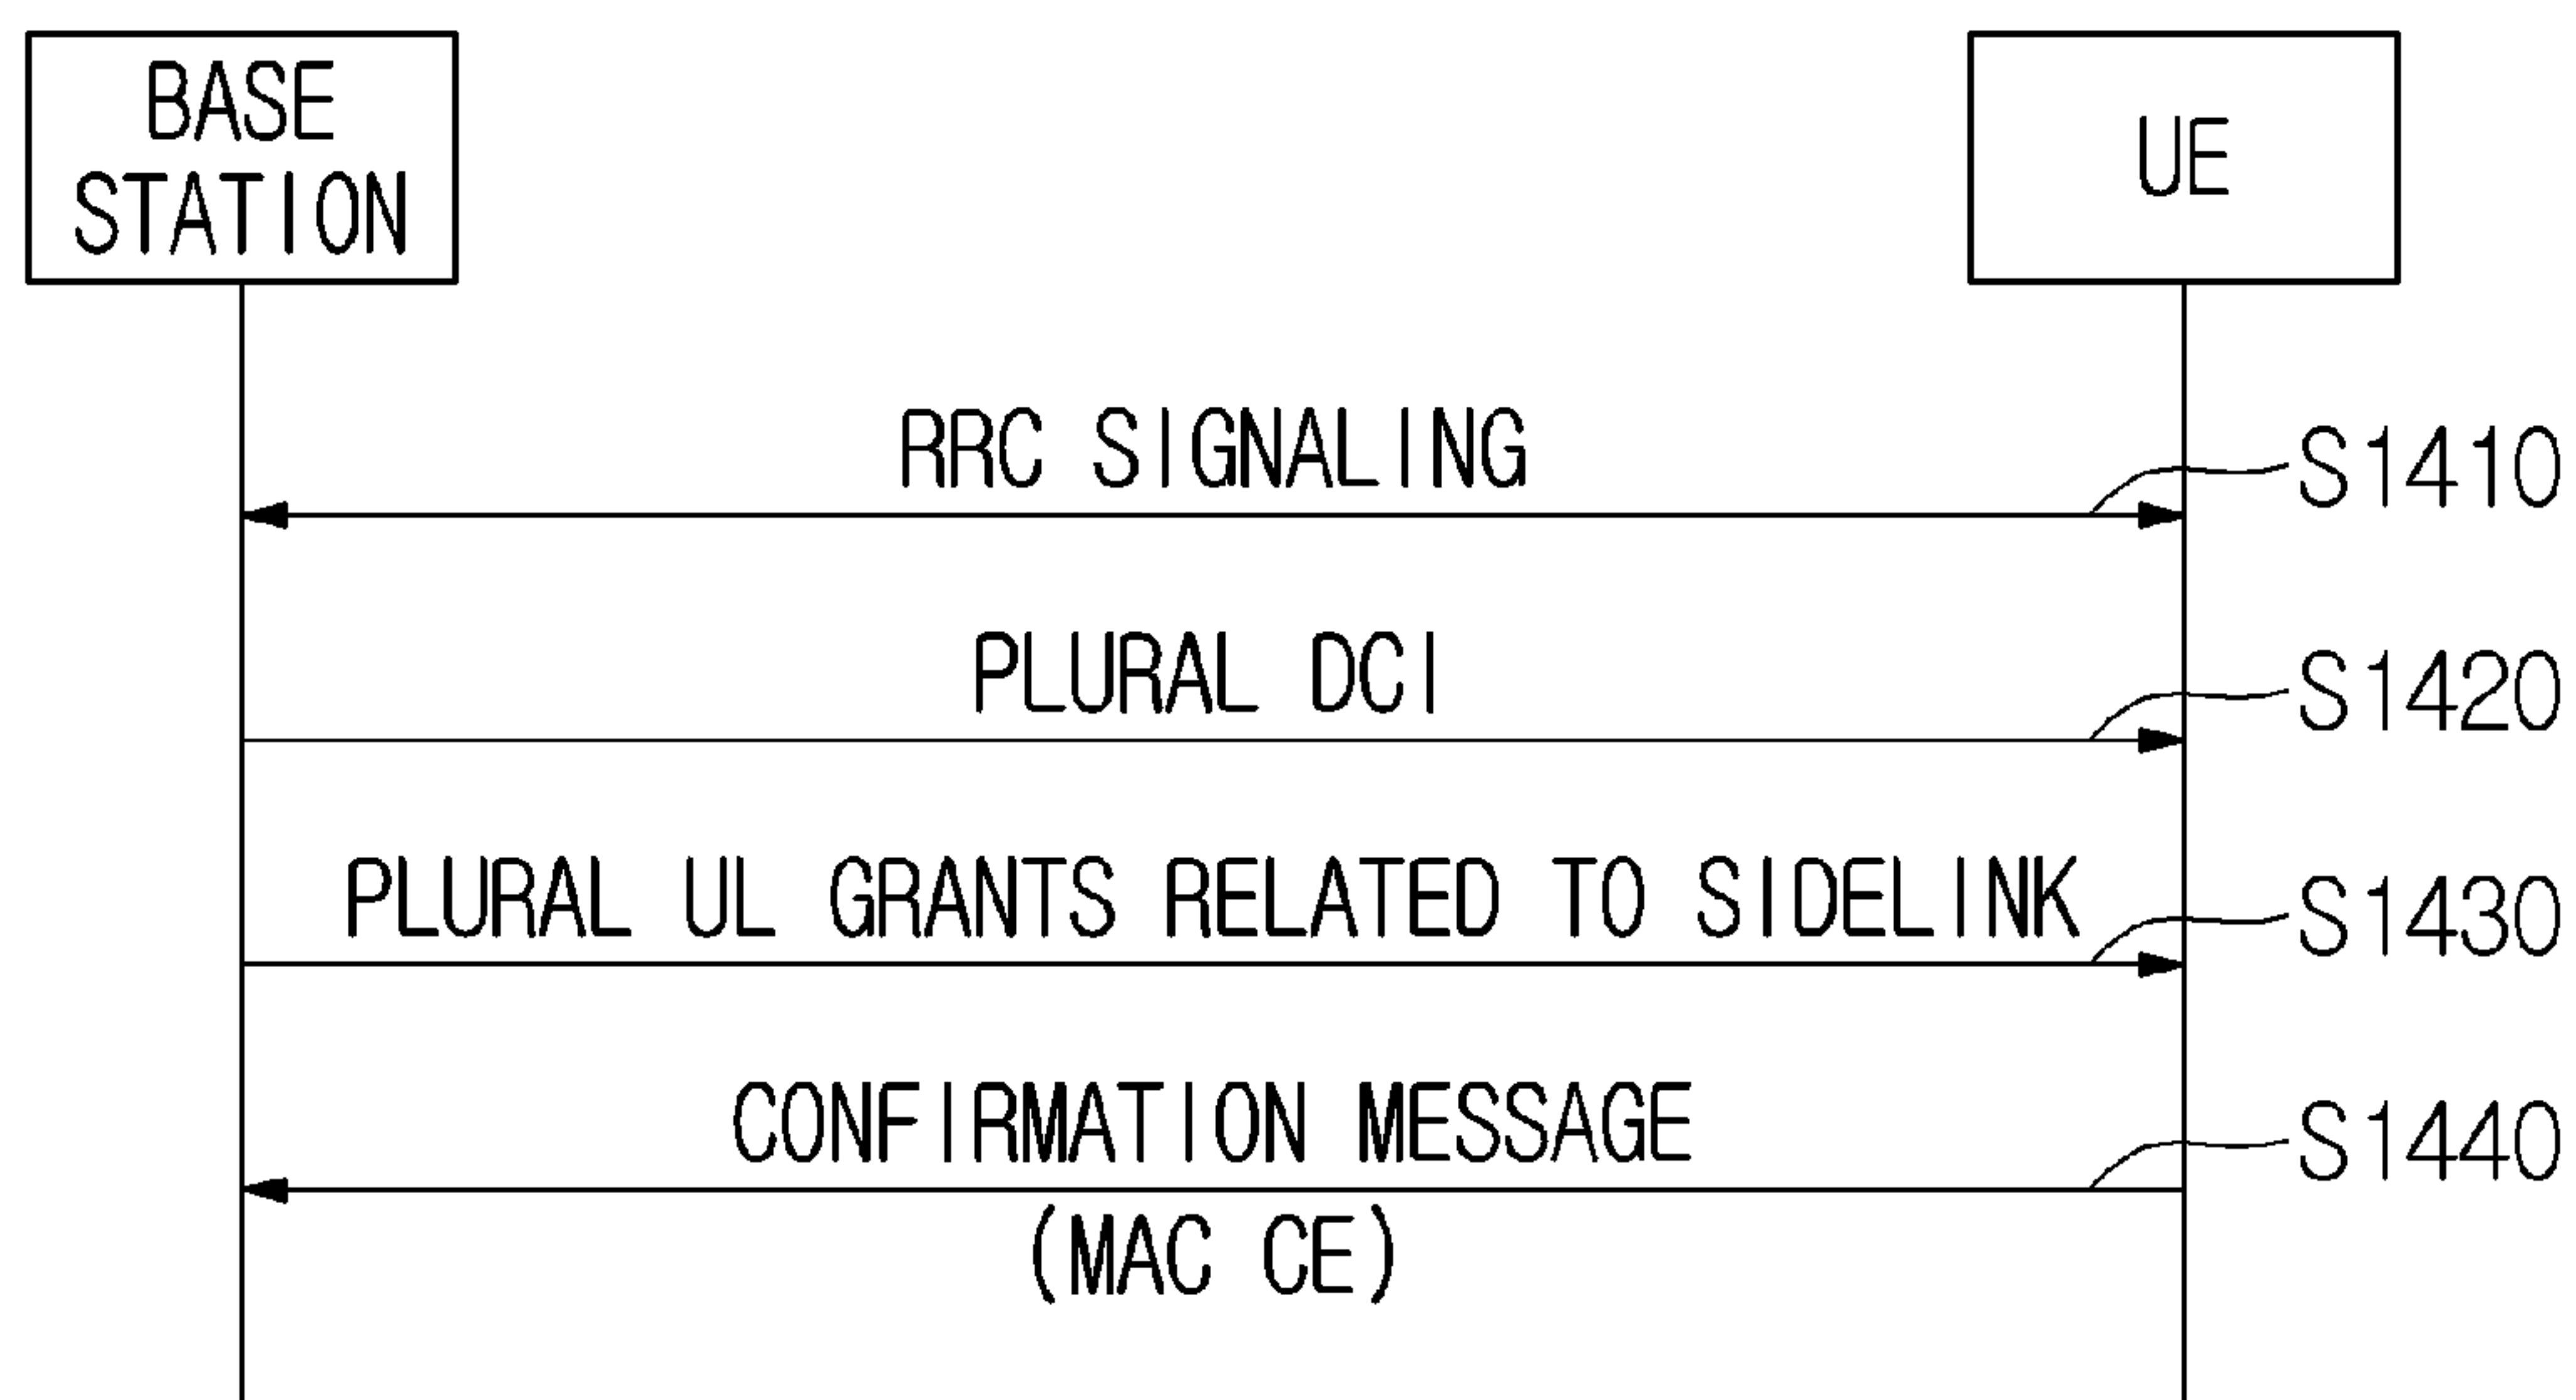 BASE
STATION
UE
RRC SIGNALING
S1410
PLURAL DCI
S1420
PLURAL UL GRANTS RELATED TO SIDELINK
S1430
CONFIRMATION MESSAGE
S1440
(MAC CE)